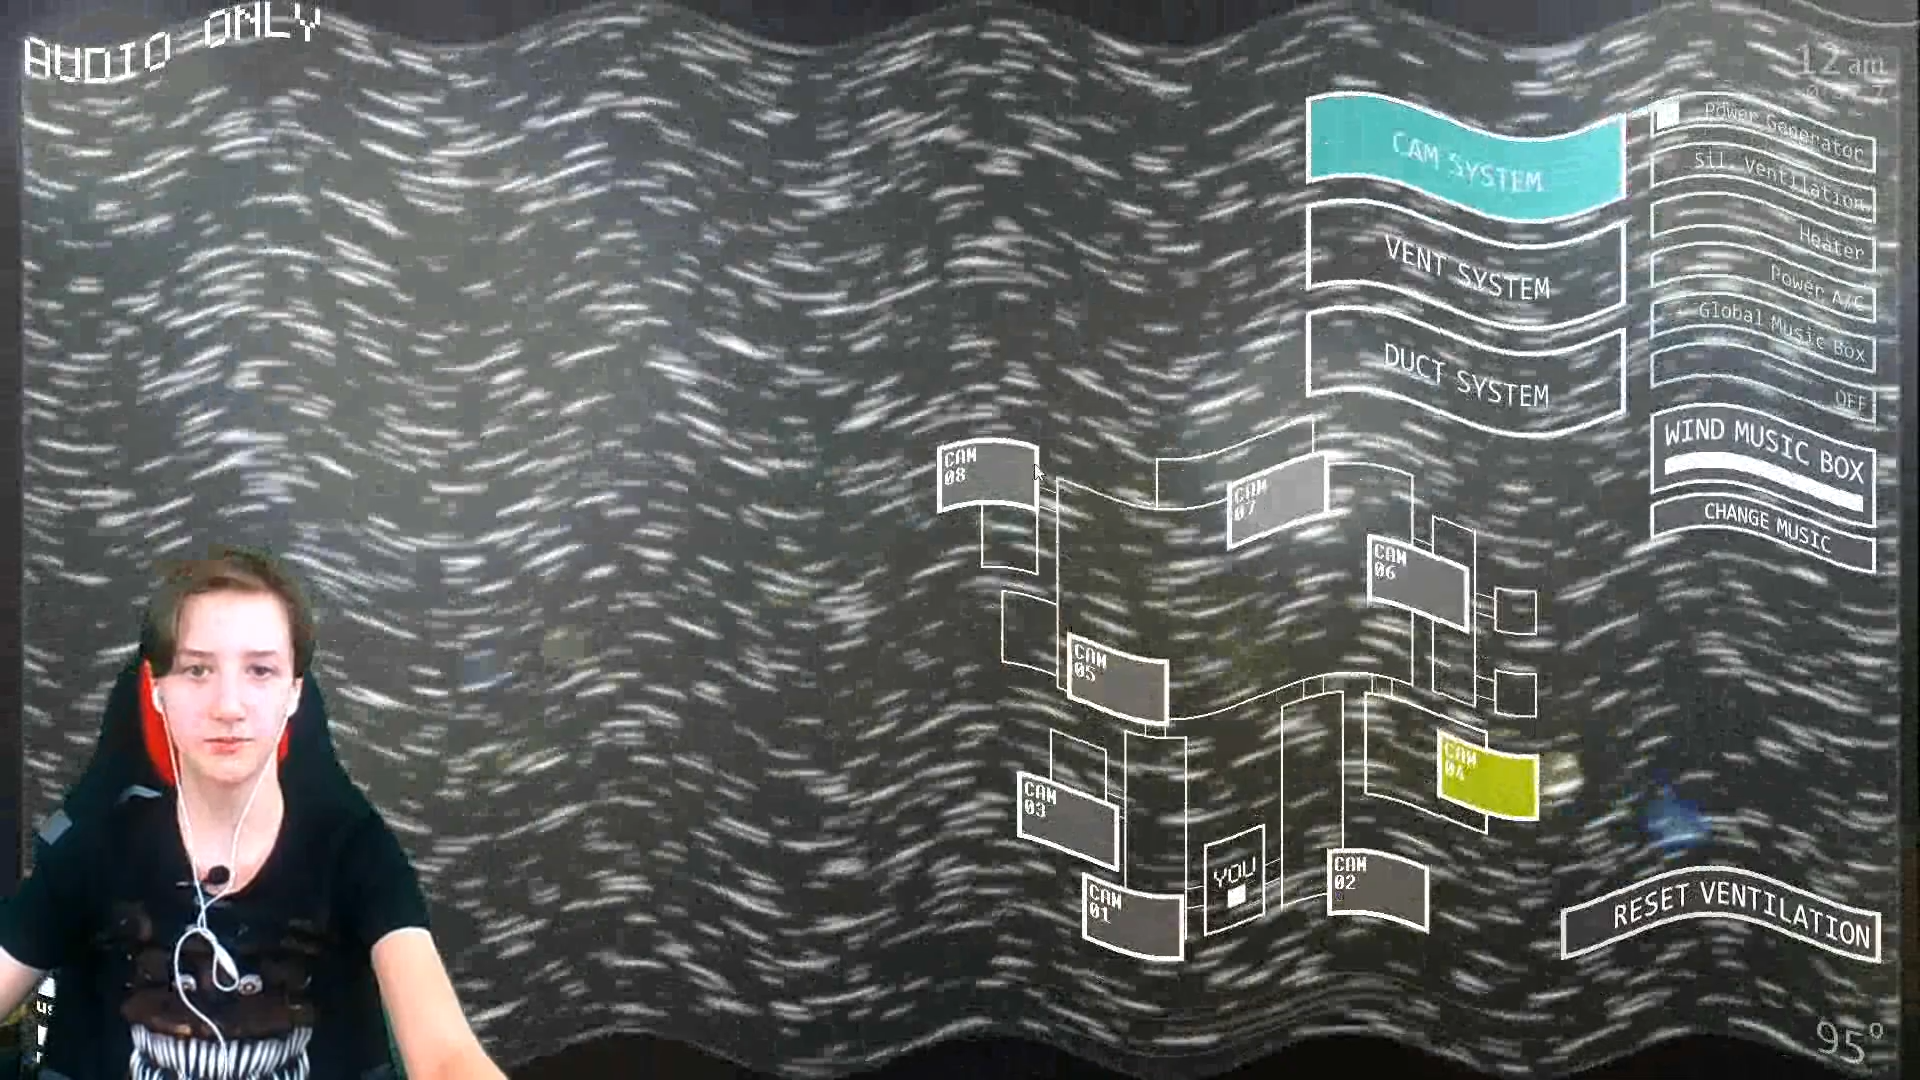 AUDIO ONLY
12 am
CAM SYSTEM
Power Generator
Sil. Ventilation
Heater
VENT SYSTEM
Power A/C
Global Music Box
DUCT SYSTEM
OFF
WIND MUSIC BOX
CHANGE MUSIC
CAM
08
CAM
07
CAM
06
CAM
05
CAM
04
CAM
03
YOU
CAM
02
CAM
01
RESET VENTILATION
95°